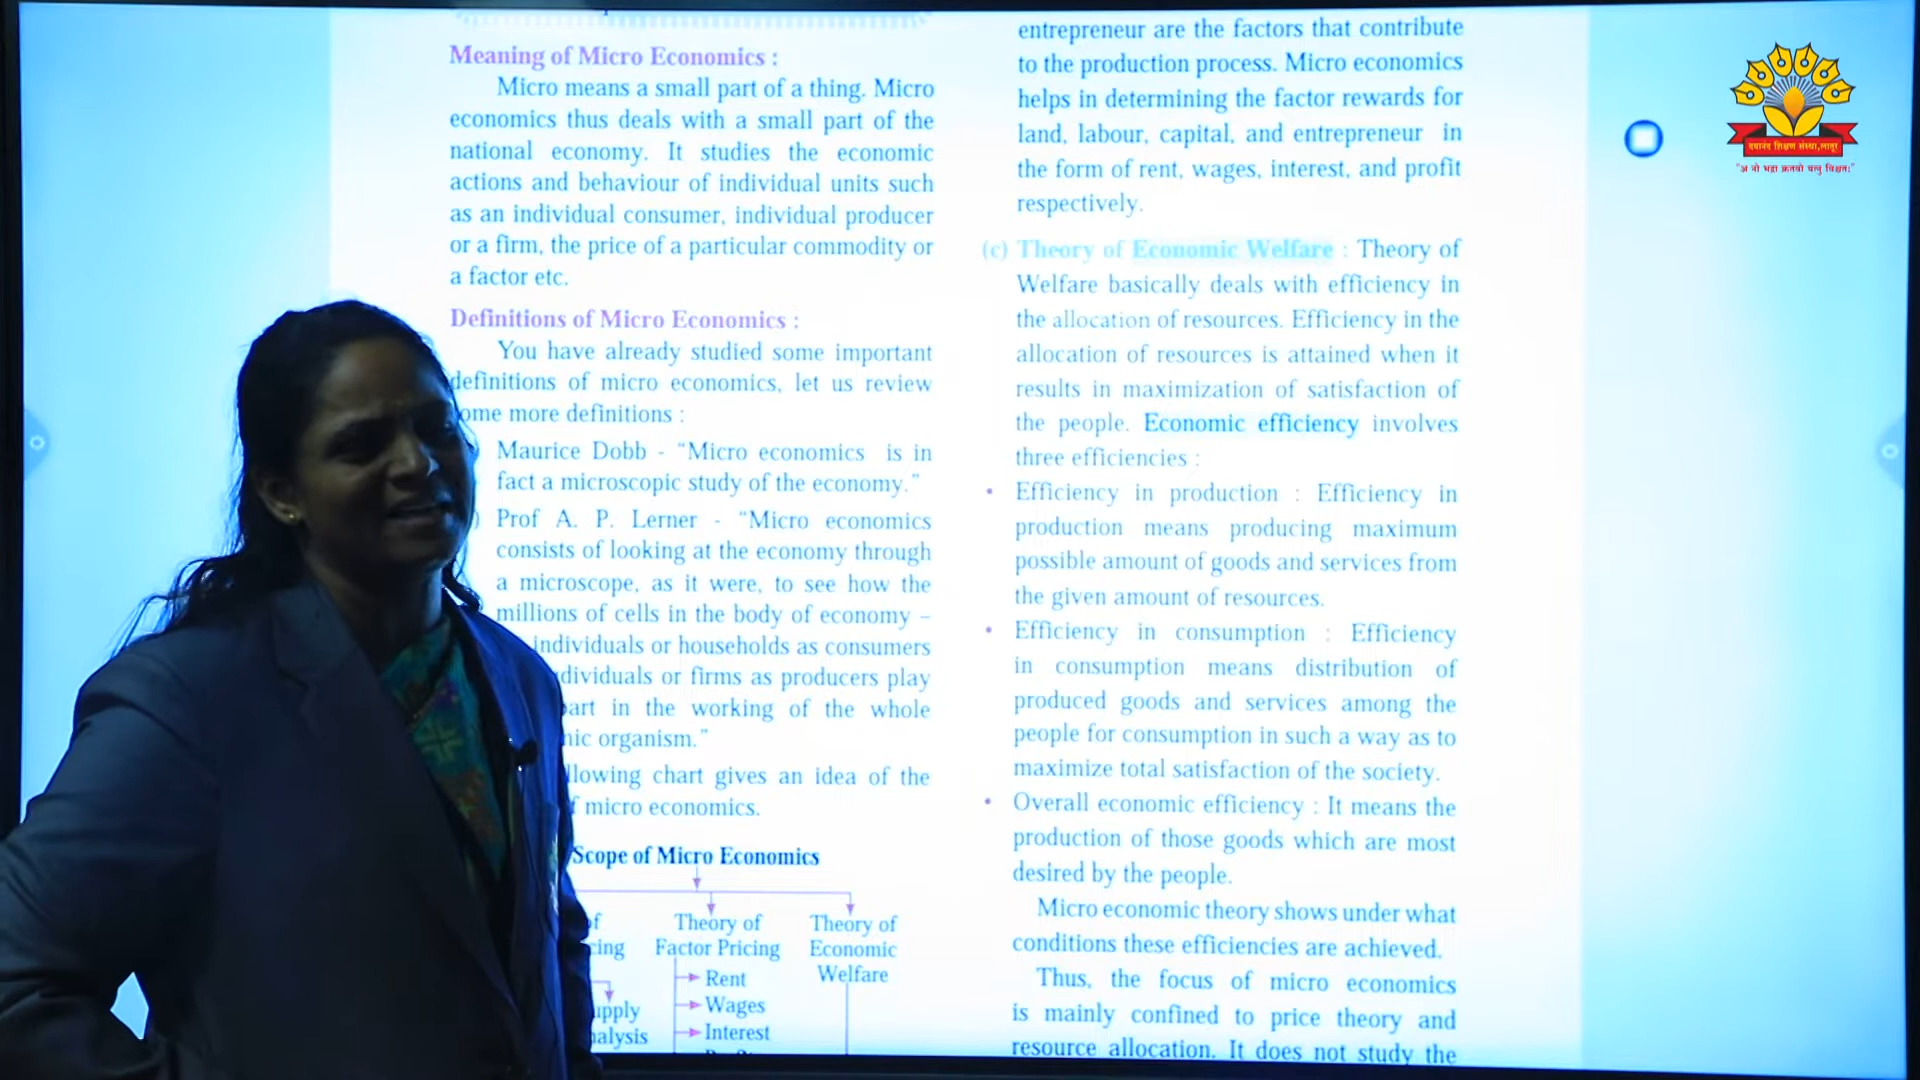 Meaning of Micro Economics :
Micro means a small part of a thing. Micro
economics thus deals with a small part of the
national economy. It studies the economic
actions and behaviour of individual units such
as an individual consumer, individual producer
or a firm, the price of a particular commodity or
a factor etc.
Definitions of Micro Economics :
You have already studied some important
definitions of micro economics, let us review
ome more definitions :
) Maurice Dobb - “Micro economics is in
fact a microscopic study of the economy.”
) Prof A. P. Lerner - “Micro economics
consists of looking at the economy through
a microscope, as it were, to see how the
millions of cells in the body of economy –
individuals or households as consumers
dividuals or firms as producers play
art in the working of the whole
nic organism.”
llowing chart gives an idea of the
f micro economics.
Scope of Micro Economics
of
cing
upply
nalysis
Theory of
Factor Pricing
Rent
Wages
Interest
Theory of
Economic
Welfare
entrepreneur are the factors that contribute
to the production process. Micro economics
helps in determining the factor rewards for
land, labour, capital, and entrepreneur in
the form of rent, wages, interest, and profit
respectively.
(c) Theory of Economic Welfare : Theory of
Welfare basically deals with efficiency in
the allocation of resources. Efficiency in the
allocation of resources is attained when it
results in maximization of satisfaction of
the people. Economic efficiency involves
three efficiencies :
• Efficiency in production : Efficiency in
production means producing maximum
possible amount of goods and services from
the given amount of resources.
• Efficiency in consumption : Efficiency
in consumption means distribution of
produced goods and services among the
people for consumption in such a way as to
maximize total satisfaction of the society.
• Overall economic efficiency : It means the
production of those goods which are most
desired by the people.
Micro economic theory shows under what
conditions these efficiencies are achieved.
Thus, the focus of micro economics
is mainly confined to price theory and
resource allocation. It does not study the
दयानंद शिक्षण संस्था,लातूर